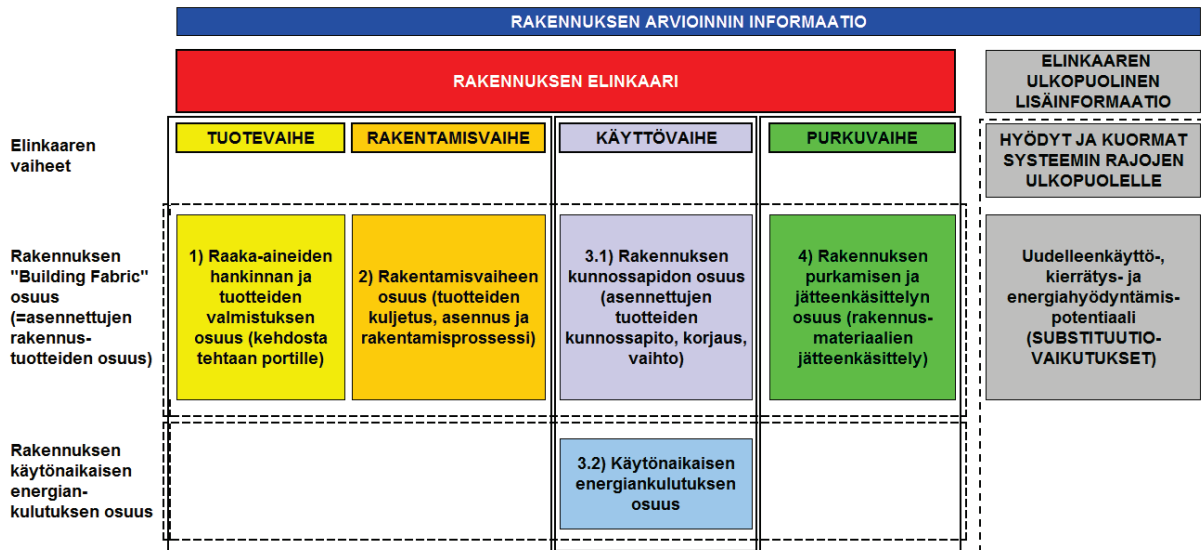 RAKENNUKSEN ARVIOINNIN INFORMAATIO
RAKENNUKSEN ELINKAARI
ELINKAAREN
ULKOPUOLINEN
LISÄINFORMAATIO
Elinkaaren
vaiheet
TUOTEVAIHE
RAKENTAMISVAIHE
KÄYTTÖVAIHE
PURKUVAIHE
HYÖDYT JA KUORMAT
SYSTEEMIN RAJOJEN
ULKOPUOLELLE
Rakennuksen
"Building Fabric"
osuus
(=asennettujen
rakennus-
tuotteiden osuus)
1) Raaka-aineiden
hankinnan ja
tuotteiden
valmistuksen
osuus (kehdosta
tehtaan portille)
2) Rakentamisvaiheen
osuus (tuotteiden
kuljetus, asennus ja
rakentamisprosessi)
3.1) Rakennuksen
kunnossapidon osuus
(asennettujen
tuotteiden
kunnossapito, korjaus,
vaihto)
4) Rakennuksen
purkamisen ja
jätteenkäsittelyn
osuus (rakennus-
materiaalien
jätteenkäsittely)
Uudelleenkäyttö-,
kierrätys- ja
energiahyödyntämis-
potentiaali
(SUBSTITUUTIO-
VAIKUTUKSET)
Rakennuksen
käytönaikaisen
energian-
kulutuksen osuus
3.2) Käytönaikaisen
energiankulutuksen
osuus